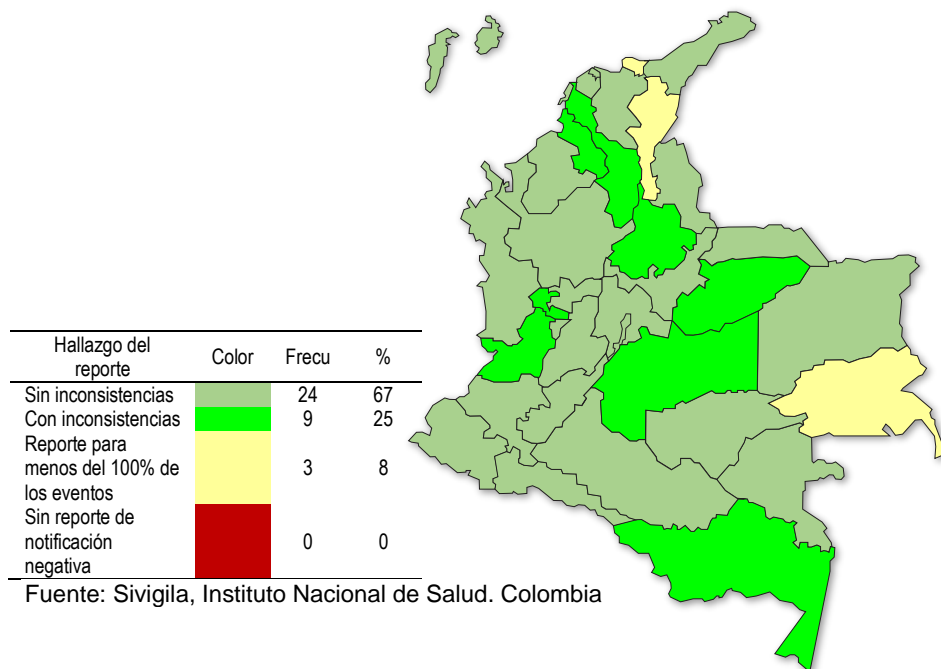 Hallazgo del
reporte Color Frecu %
Sin inconsistencias 24 67
Con inconsistencias 9 25
Reporte para
menos del 100% de 3 8
los eventos
Sin reporte de
notificación 0 0
negativa
Fuente: Sivigila, Instituto Nacional de Salud. Colombia